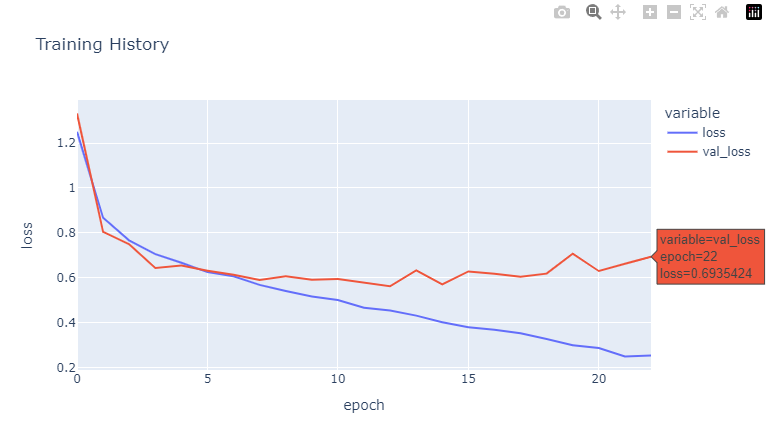 Training History
variable
loss
val_loss
1.2
1
0.8
0.6
0.4
0.2
loss
0
5
10
15
20
epoch
variable=val_loss
epoch=22
loss=0.6935424